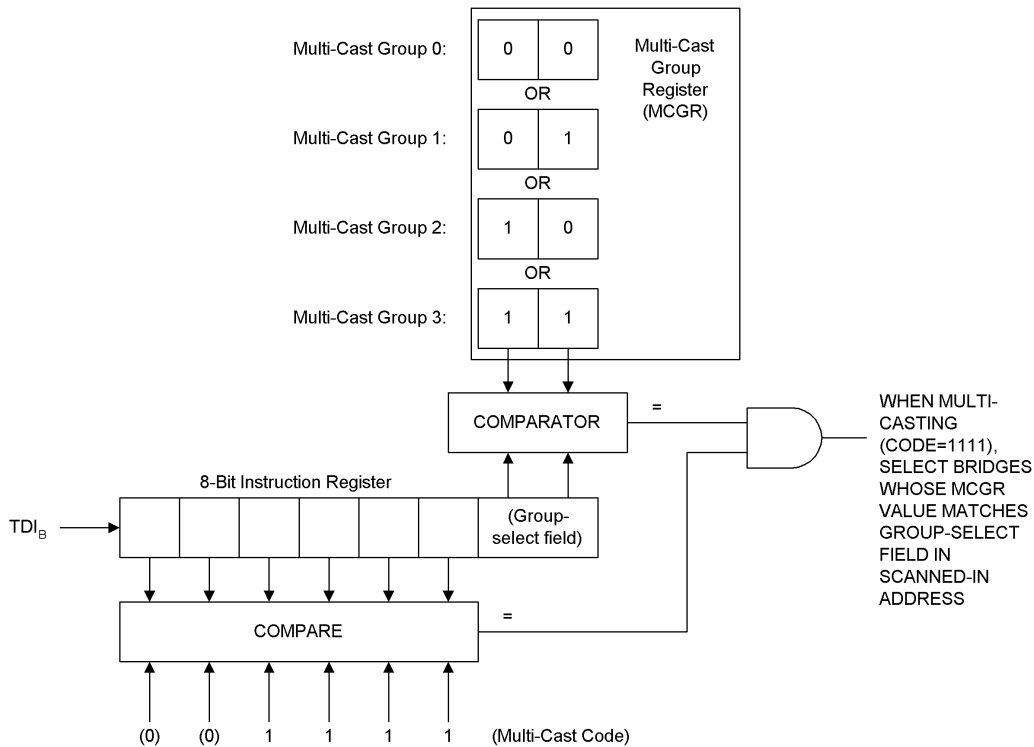 Multi-Cast Group 0:
0 0
Multi-Cast
Group
Register
(MCGR)
OR
Multi-Cast Group 1:
0 1
OR
Multi-Cast Group 2:
1 0
OR
Multi-Cast Group 3:
1 1
COMPARATOR
=
WHEN MULTI-
CASTING
(CODE=1111),
SELECT BRIDGES
WHOSE MCGR
VALUE MATCHES
GROUP-SELECT
FIELD IN
SCANNED-IN
ADDRESS
8-Bit Instruction Register
TDIB
(Group-
select field)
COMPARE
=
(0) (0) 1 1 1 1 (Multi-Cast Code)